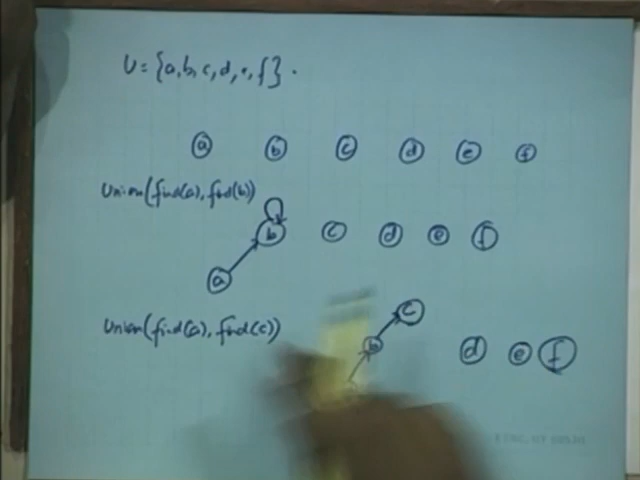 U = {a, b, c, d, e, f}.
a b c d e f
Union(find(a), find(b))
b c d e f
a
Union(find(a), find(c))
c
b d e f